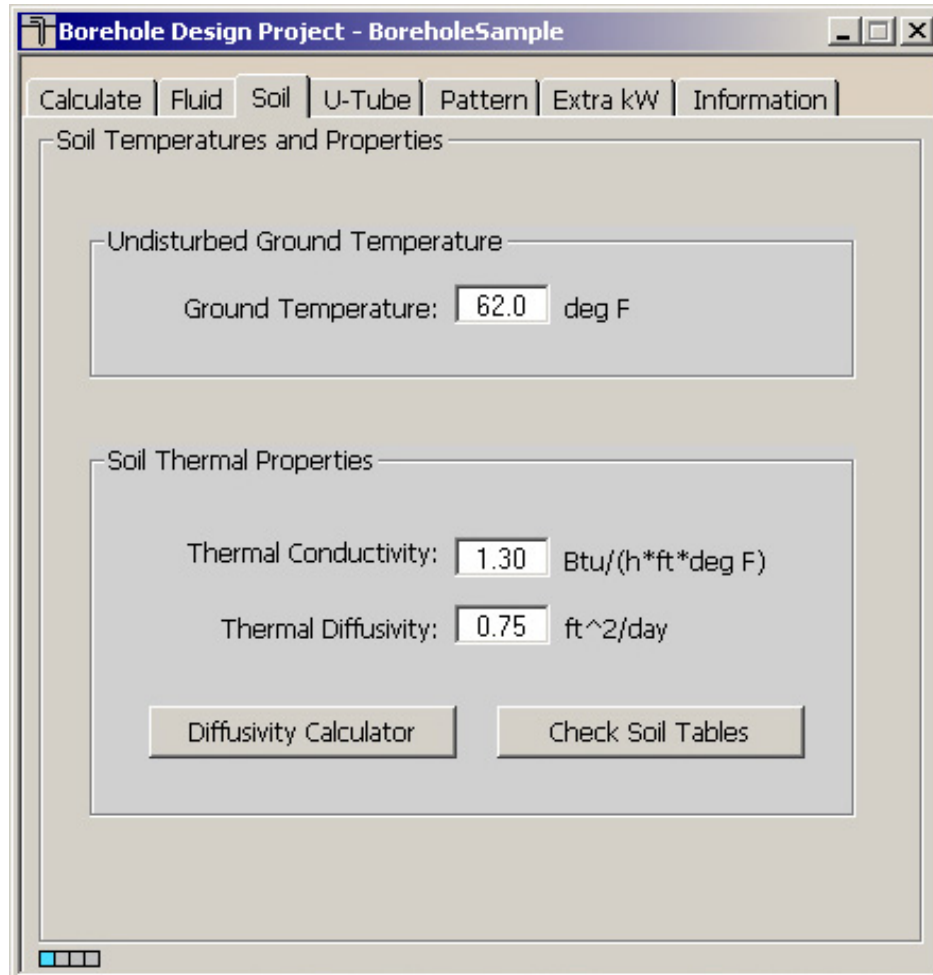 Borehole Design Project - BoreholeSample
Calculate Fluid Soil U-Tube Pattern Extra kW Information
Soil Temperatures and Properties
Undisturbed Ground Temperature
Ground Temperature: 62.0 deg F
Soil Thermal Properties
Thermal Conductivity: 1.30 Btu/(h*ft*deg F)
Thermal Diffusivity: 0.75 ft^2/day
Diffusivity Calculator Check Soil Tables